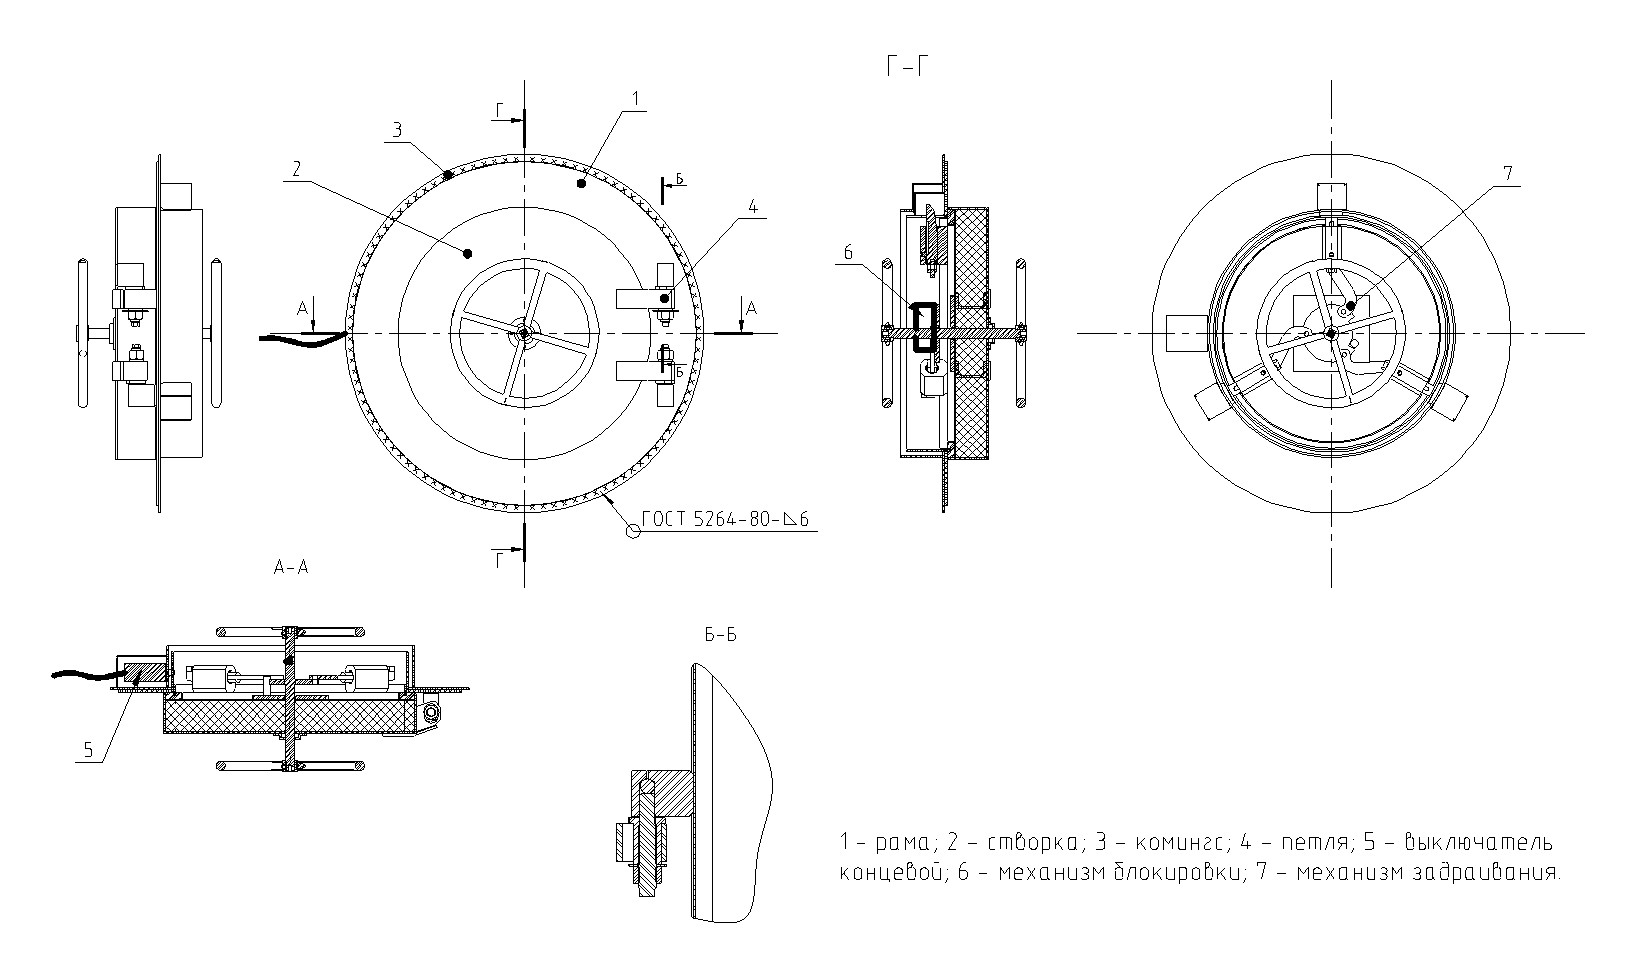 Г-Г
Г
1
3
2
Б
4
7
6
А
А
Б
ГОСТ 5264-80-⊿6
Г
А-А
Б-Б
5
1 - рама; 2 - створка; 3 - комингс; 4 - петля; 5 - выключатель
концевой; 6 - механизм блокировки; 7 - механизм задраивания.